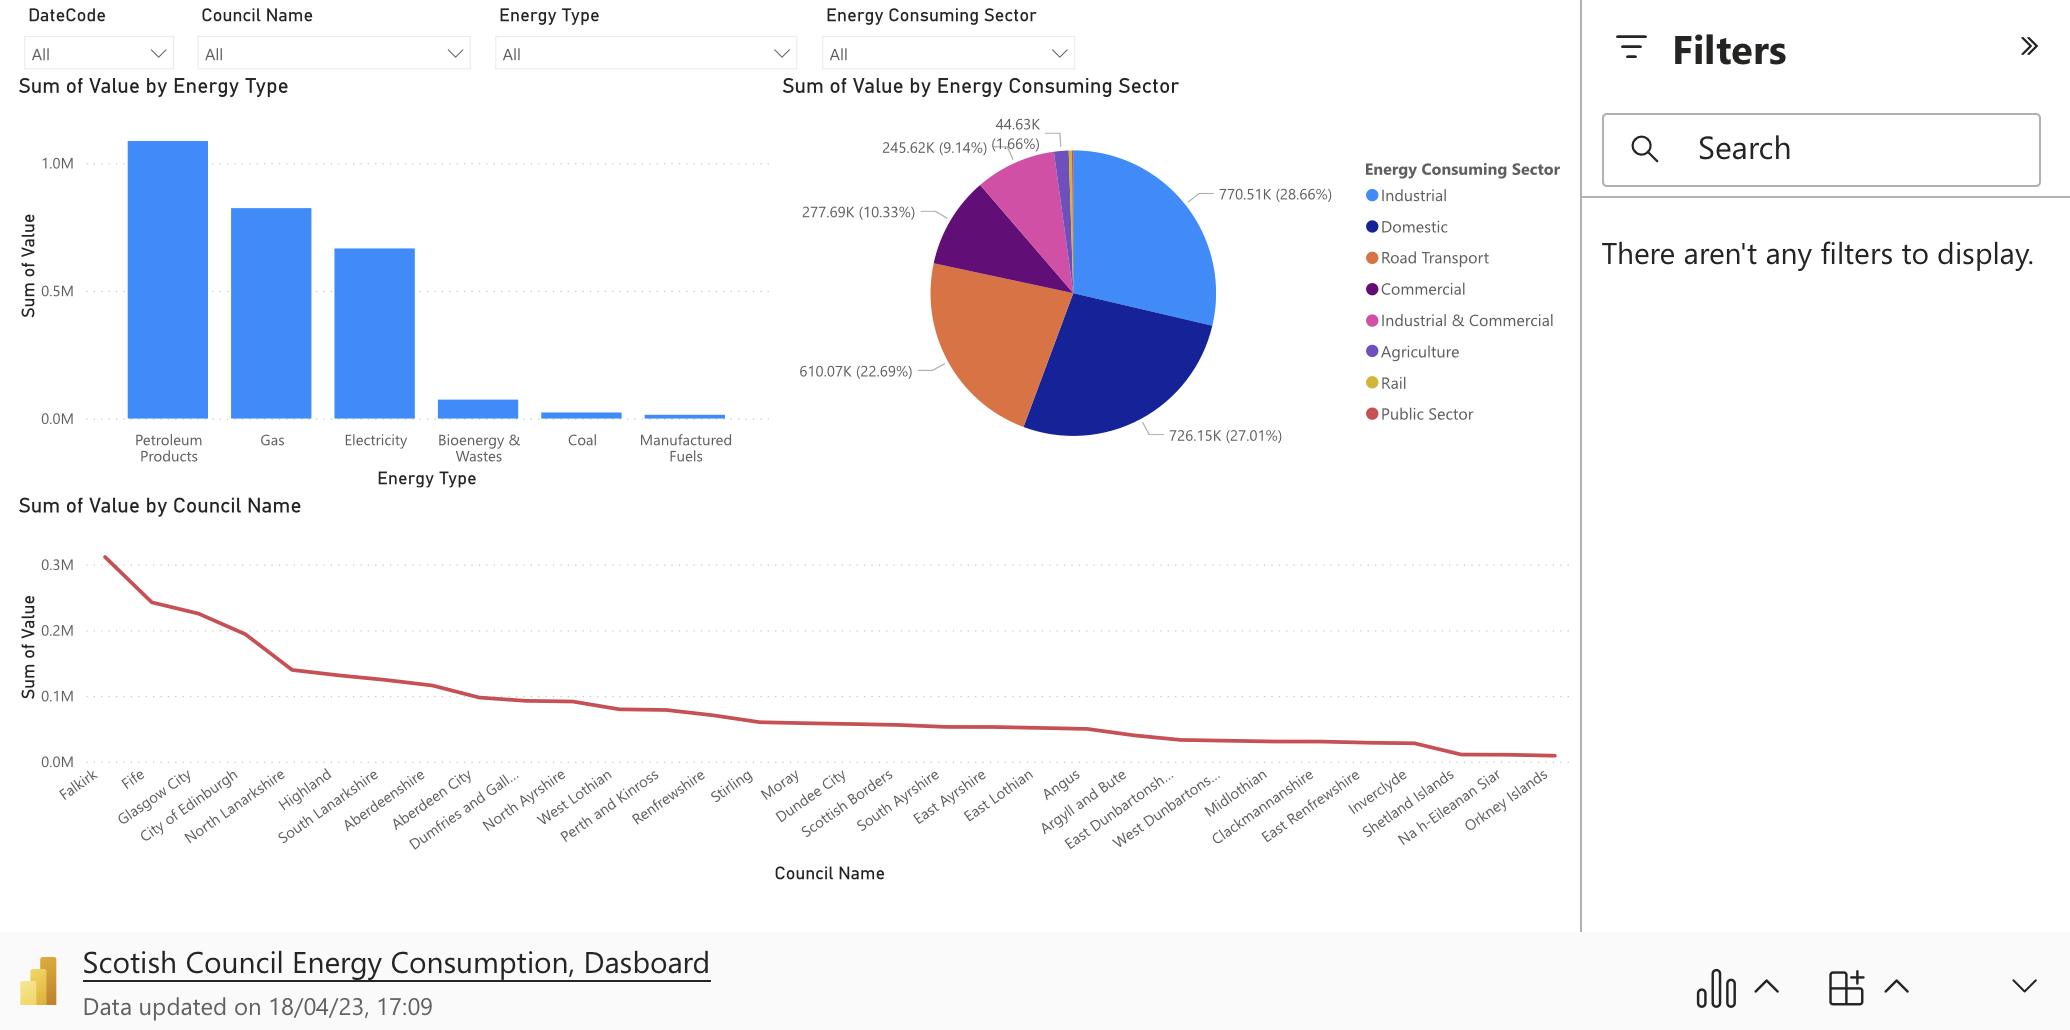 DateCode
Council Name
Energy Type
Energy Consuming Sector
All
All
All
All
Sum of Value by Energy Type
1.0M
0.5M
0.0M
Sum of Value
Petroleum
Products
Gas
Electricity
Bioenergy &
Wastes
Coal
Manufactured
Fuels
Energy Type
Sum of Value by Energy Consuming Sector
44.63K
(1.66%)
245.62K (9.14%)
277.69K (10.33%)
610.07K (22.69%)
770.51K (28.66%)
726.15K (27.01%)
Energy Consuming Sector
Industrial
Domestic
Road Transport
Commercial
Industrial & Commercial
Agriculture
Rail
Public Sector
Sum of Value by Council Name
0.3M
0.2M
0.1M
0.0M
Sum of Value
Falkirk
Fife
Glasgow City
City of Edinburgh
North Lanarkshire
Highland
South Lanarkshire
Aberdeenshire
Aberdeen City
Dumfries and Gall...
North Ayrshire
West Lothian
Perth and Kinross
Renfrewshire
Stirling
Moray
Dundee City
Scottish Borders
South Ayrshire
East Ayrshire
East Lothian
Angus
Argyll and Bute
East Dunbartonsh...
West Dunbartons...
Midlothian
Clackmannanshire
East Renfrewshire
Inverclyde
Shetland Islands
Na h-Eileanan Siar
Orkney Islands
Council Name
Filters
Search
There aren't any filters to display.
Scotish Council Energy Consumption, Dasboard
Data updated on 18/04/23, 17:09